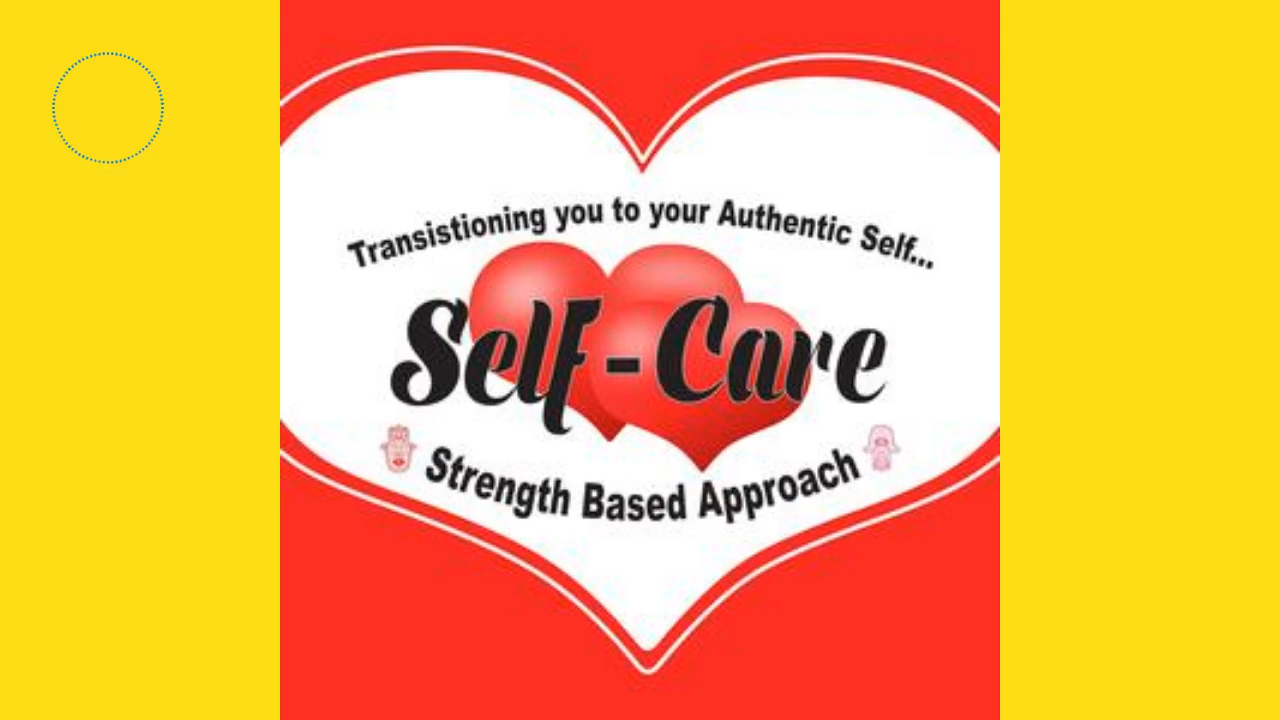 Transistioning you to your Authentic Self...
Self-Care
Strength Based Approach